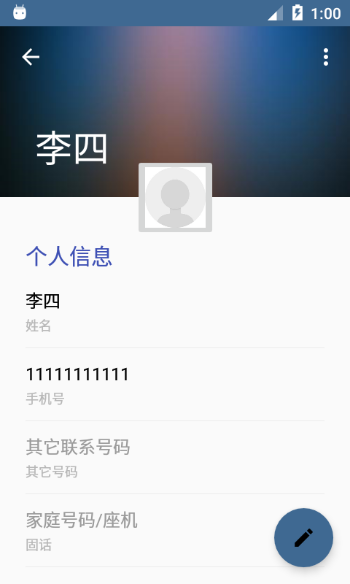 1:00
李四
个人信息
李四
姓名
11111111111
手机号
其它联系号码
其它号码
家庭号码/座机
固话